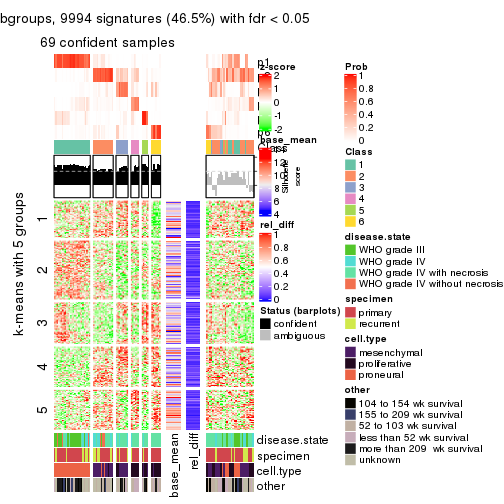 bgroups, 9994 signatures (46.5%) with fdr < 0.05
69 confident samples
k-means with 5 groups
1
2
3
4
5
p1
z-score
2
1
0
-1
-2
base_mean
14
4
Silhouette
score
rel_diff
1
0.8
0.6
0.4
0.2
0
Status (barplots)
confident
ambiguous
disease.state
specimen
cell.type
other
base_mean
rel_diff
Prob
1
0.8
0.6
0.4
0.2
0
Class
1
2
3
4
5
6
disease.state
WHO grade III
WHO grade IV
WHO grade IV with necrosis
WHO grade IV without necrosis
specimen
primary
recurrent
cell.type
mesenchymal
proliferative
proneural
other
104 to 154 wk survival
155 to 209 wk survival
52 to 103 wk survival
less than 52 wk survival
more than 209  wk survival
unknown